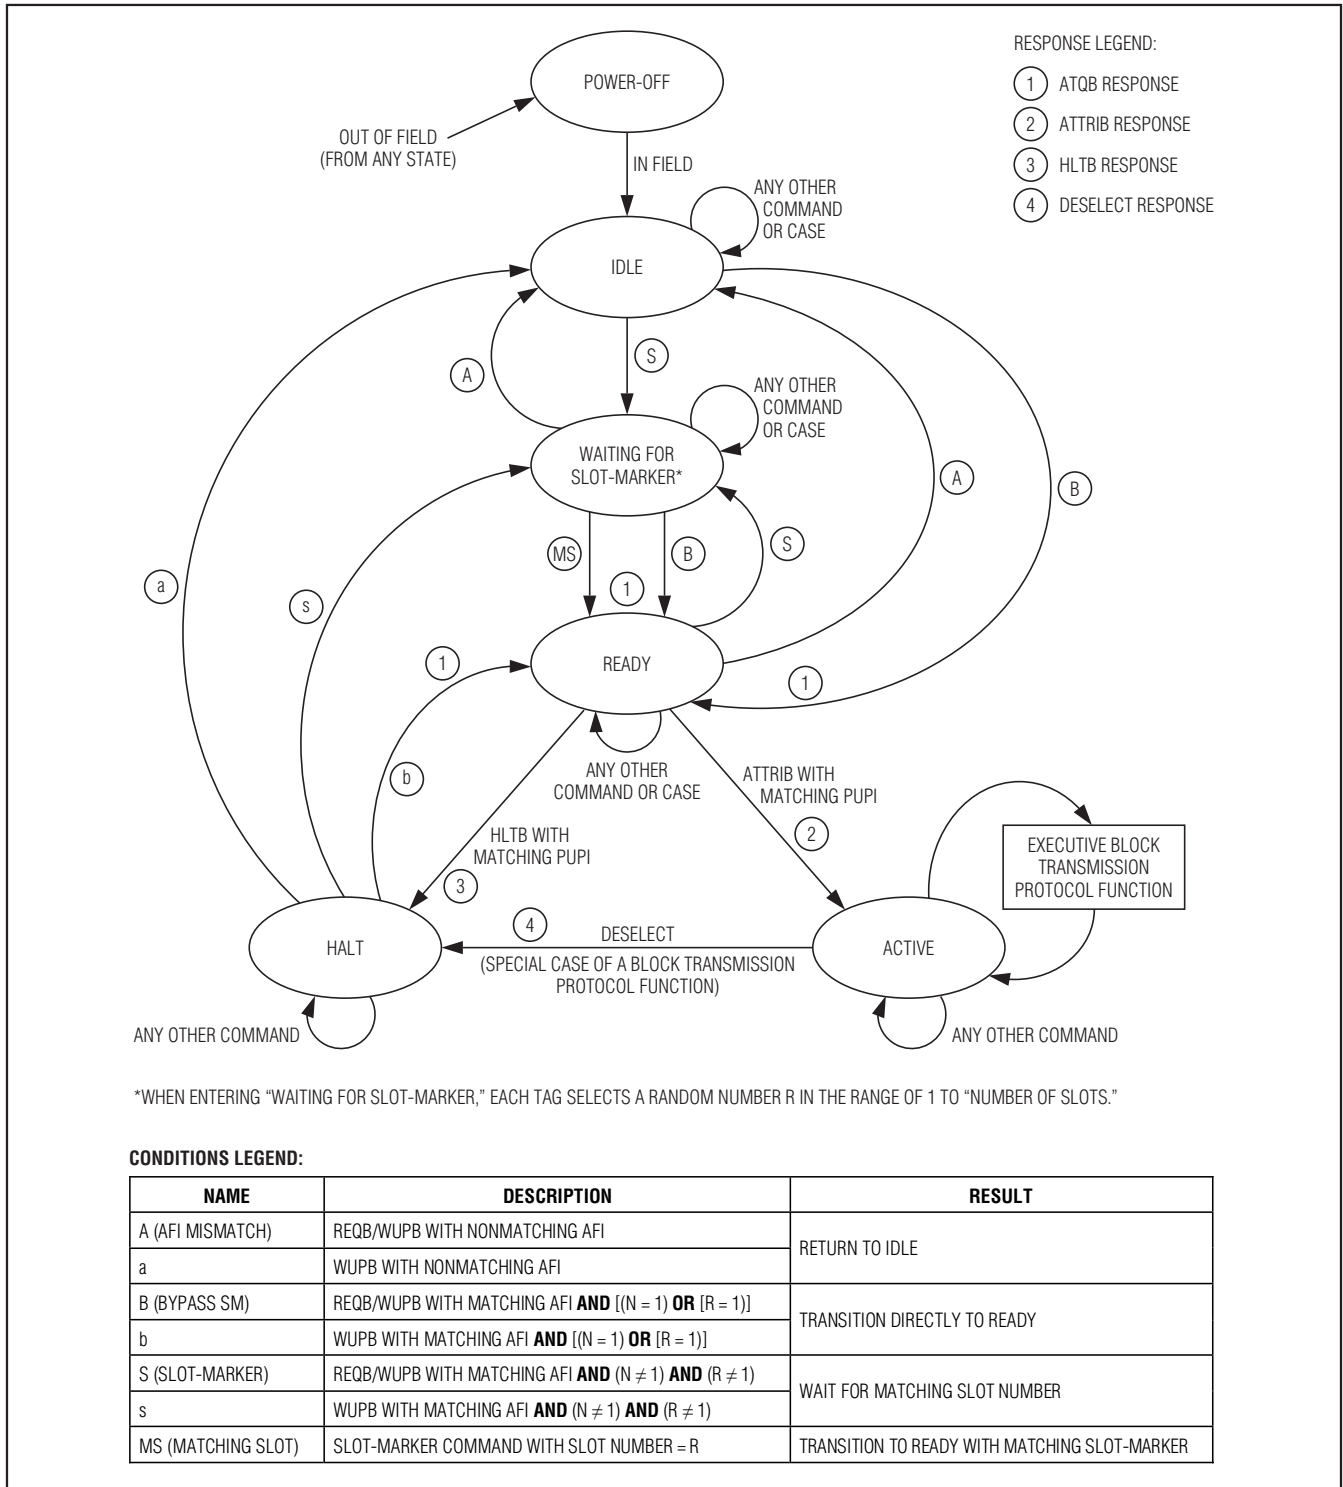 RESPONSE LEGEND:
1 ATQB RESPONSE
2 ATTRIB RESPONSE
3 HLTB RESPONSE
4 DESELECT RESPONSE
POWER-OFF
OUT OF FIELD
(FROM ANY STATE)
IN FIELD
ANY OTHER
COMMAND
OR CASE
IDLE
A
S
ANY OTHER
COMMAND
OR CASE
WAITING FOR
SLOT-MARKER*
A
B
MS
B
S
a
s
1
READY
1
1
b
ANY OTHER
COMMAND OR CASE
ATTRIB WITH
MATCHING PUPI
2
HLTB WITH
MATCHING PUPI
3
EXECUTIVE BLOCK
TRANSMISSION
PROTOCOL FUNCTION
HALT
4
DESELECT
(SPECIAL CASE OF A BLOCK TRANSMISSION
PROTOCOL FUNCTION)
ACTIVE
ANY OTHER COMMAND
ANY OTHER COMMAND
*WHEN ENTERING “WAITING FOR SLOT-MARKER,” EACH TAG SELECTS A RANDOM NUMBER R IN THE RANGE OF 1 TO “NUMBER OF SLOTS.”
CONDITIONS LEGEND:
NAME DESCRIPTION RESULT
A (AFI MISMATCH) REQB/WUPB WITH NONMATCHING AFI
RETURN TO IDLE
a WUPB WITH NONMATCHING AFI
B (BYPASS SM) REQB/WUPB WITH MATCHING AFI AND [(N = 1) OR [R = 1)]
TRANSITION DIRECTLY TO READY
b WUPB WITH MATCHING AFI AND [(N = 1) OR [R = 1)]
S (SLOT-MARKER) REQB/WUPB WITH MATCHING AFI AND (N ≠ 1) AND (R ≠ 1)
WAIT FOR MATCHING SLOT NUMBER
s WUPB WITH MATCHING AFI AND (N ≠ 1) AND (R ≠ 1)
MS (MATCHING SLOT) SLOT-MARKER COMMAND WITH SLOT NUMBER = R TRANSITION TO READY WITH MATCHING SLOT-MARKER